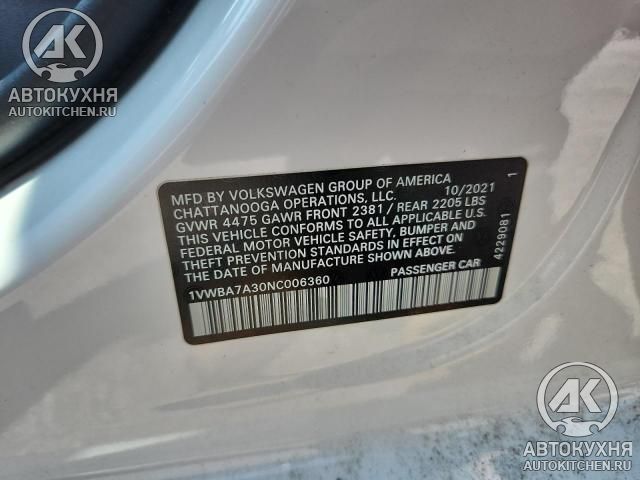 AK
АВТОКУХНЯ
AUTOKITCHEN.RU
MFD BY VOLKSWAGEN GROUP OF AMERICA 10/2021 1
CHATTANOOGA OPERATIONS, LLC.
GVWR 4475 GAWR FRONT 2381 / REAR 2205 LBS
THIS VEHICLE CONFORMS TO ALL APPLICABLE U.S.
FEDERAL MOTOR VEHICLE SAFETY, BUMPER AND
THEFT PREVENTION STANDARDS IN EFFECT ON
THE DATE OF MANUFACTURE SHOWN ABOVE.
1VWBA7A30NC006360 PASSENGER CAR
4229081
AK
АВТОКУХНЯ
AUTOKITCHEN.RU